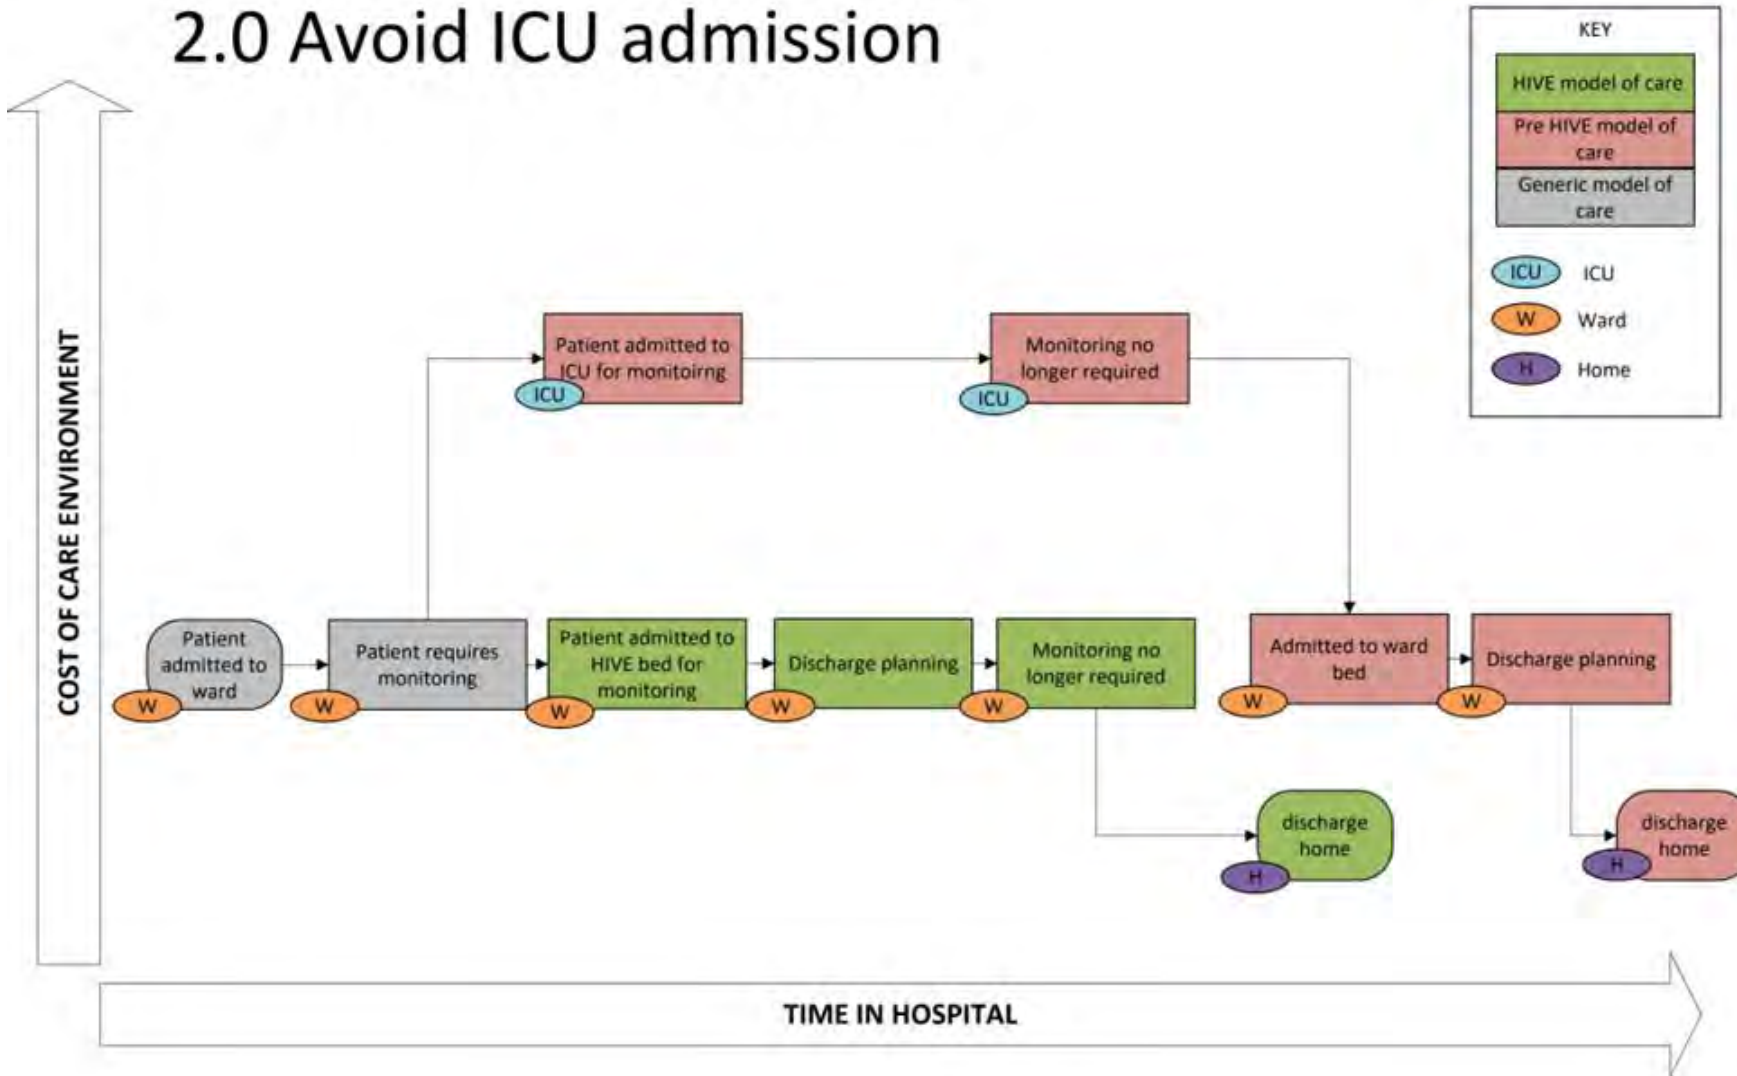 2.0 Avoid ICU admission
KEY
HIVE model of care
Pre HIVE model of
care
Generic model of
care
ICU ICU
W Ward
H Home
COST OF CARE ENVIRONMENT
Patient admitted to
ICU for monitoirng
ICU
Monitoring no
longer required
ICU
Patient
admitted to
ward
W
Patient requires
monitoring
W
Patient admitted to
HIVE bed for
monitoring
W
Discharge planning
W
Monitoring no
longer required
W
Admitted to ward
bed
W
Discharge planning
W
discharge
home
H
discharge
home
H
TIME IN HOSPITAL